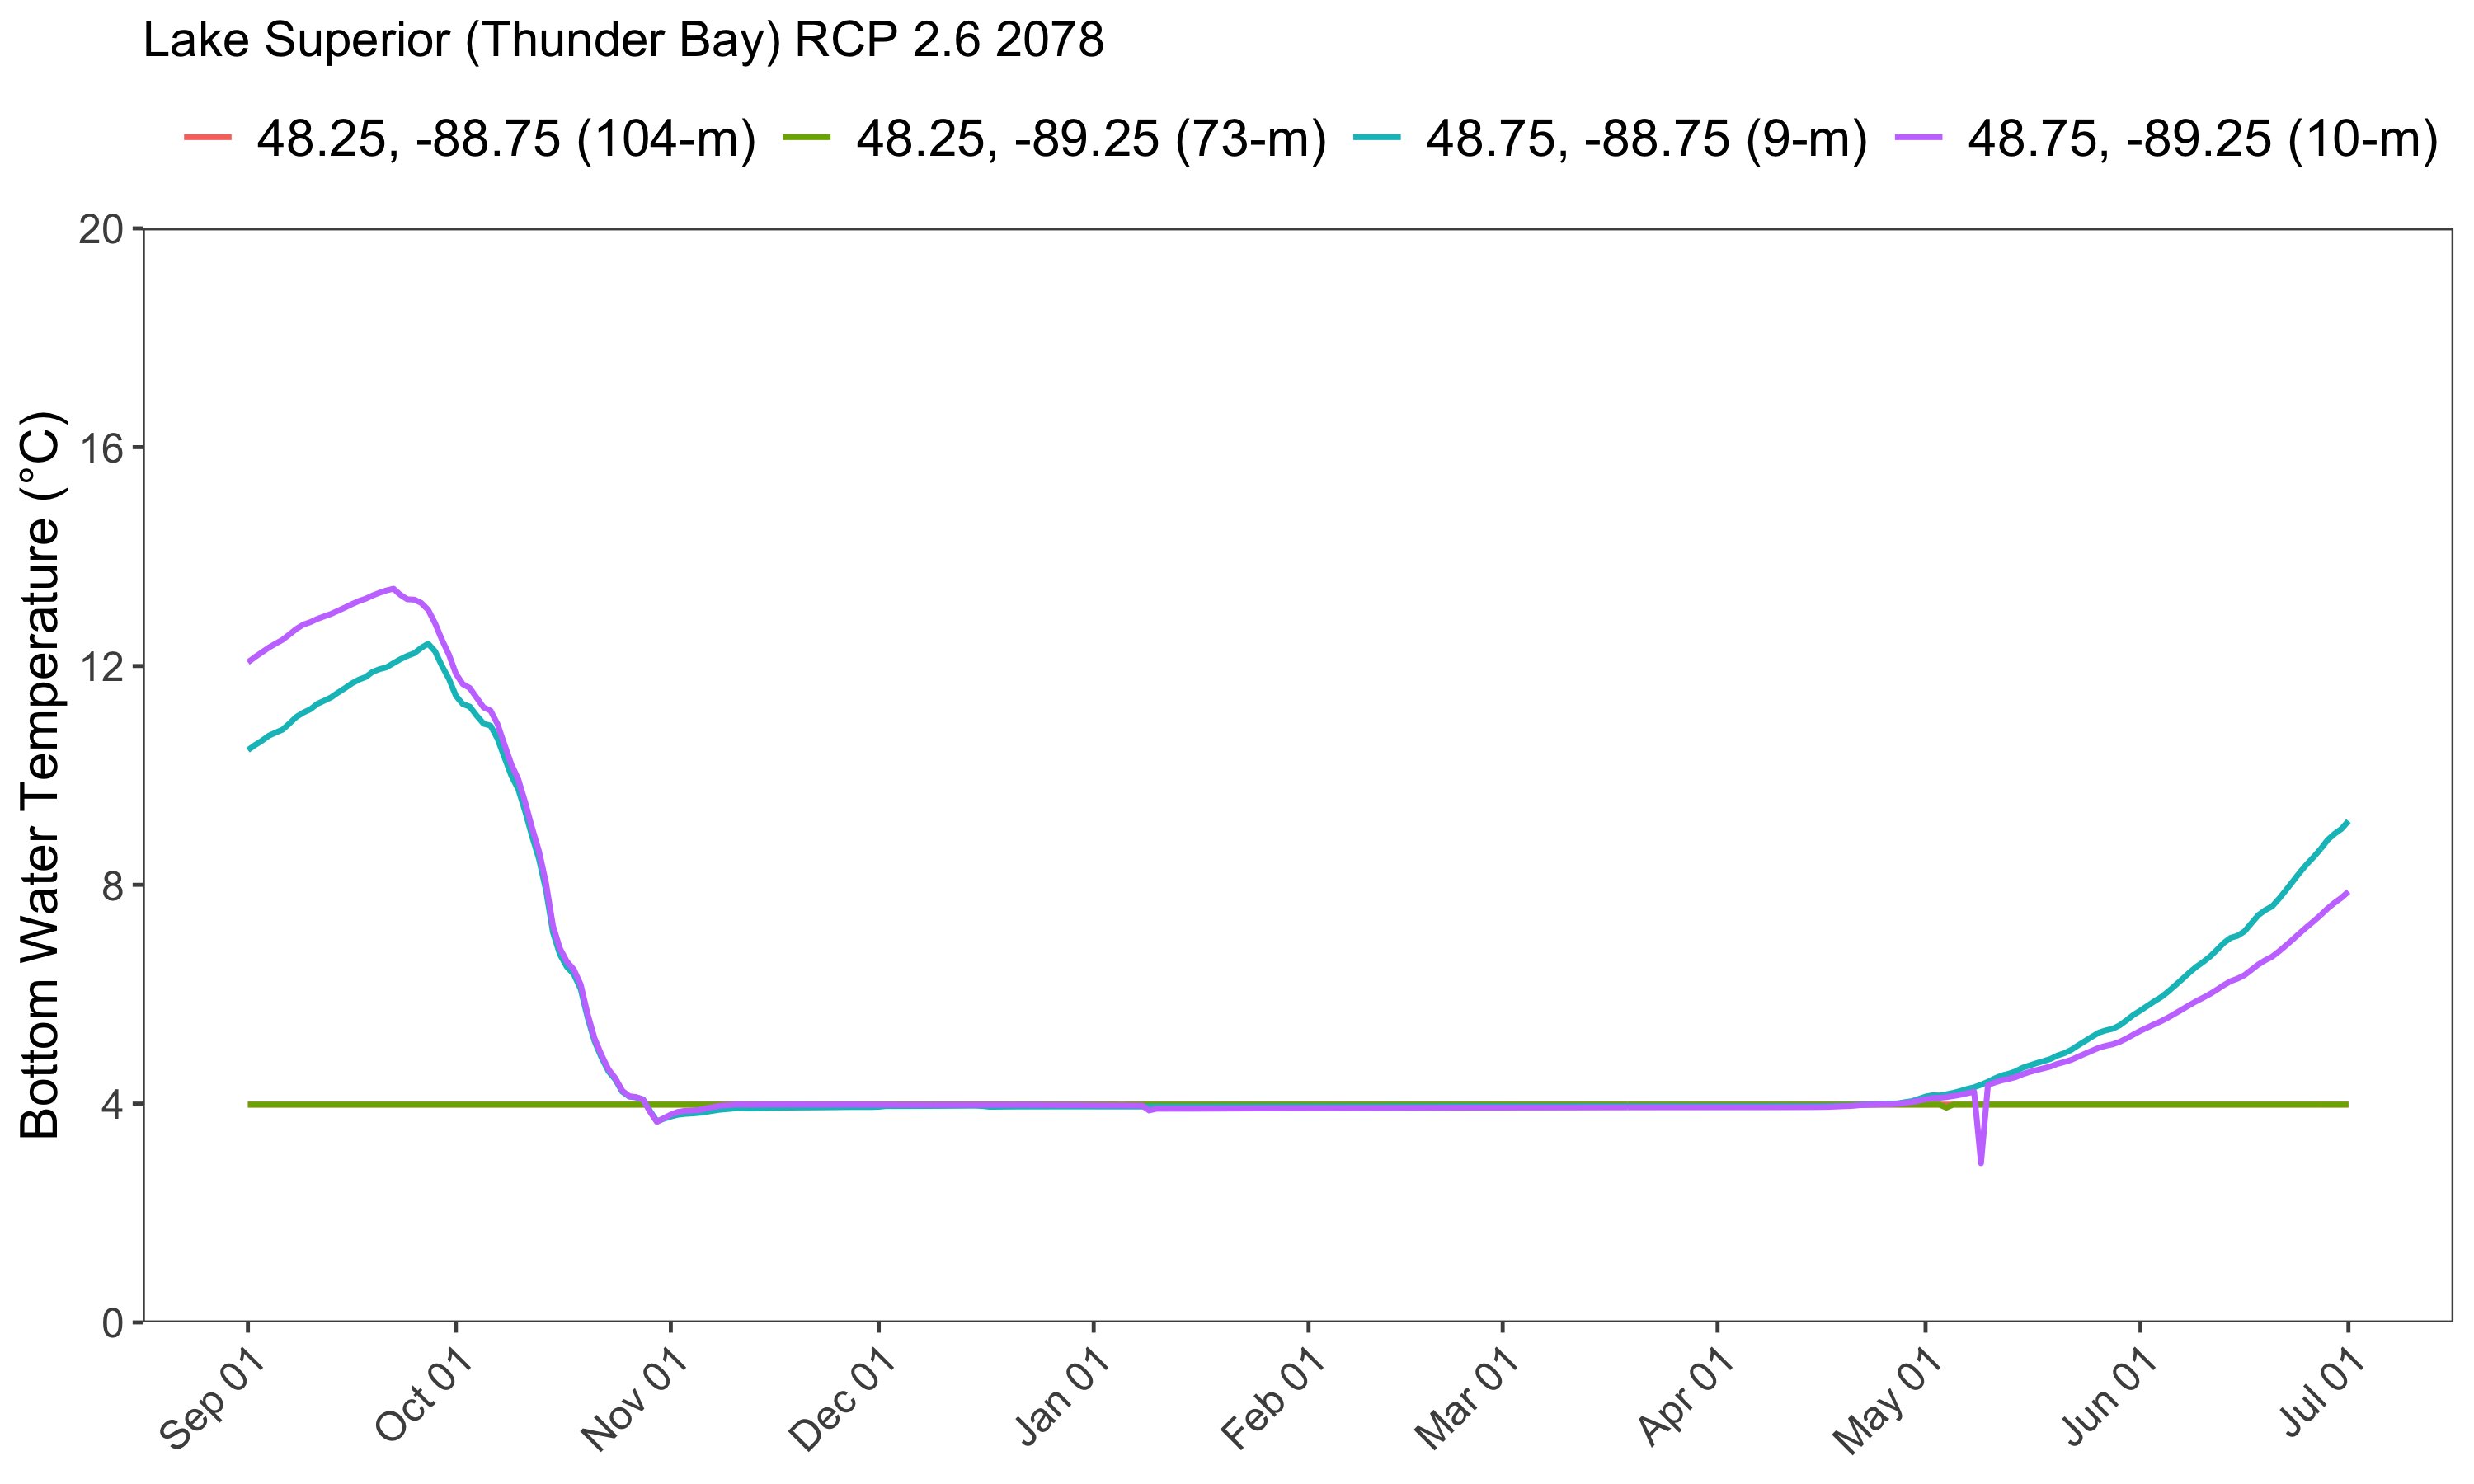 Lake Superior (Thunder Bay) RCP 2.6 2078
48.25, -88.75 (104-m) 48.25, -89.25 (73-m) 48.75, -88.75 (9-m) 48.75, -89.25 (10-m)
Bottom Water Temperature (°C)
20
16
12
8
4
0
Sep 01 Oct 01 Nov 01 Dec 01 Jan 01 Feb 01 Mar 01 Apr 01 May 01 Jun 01 Jul 01